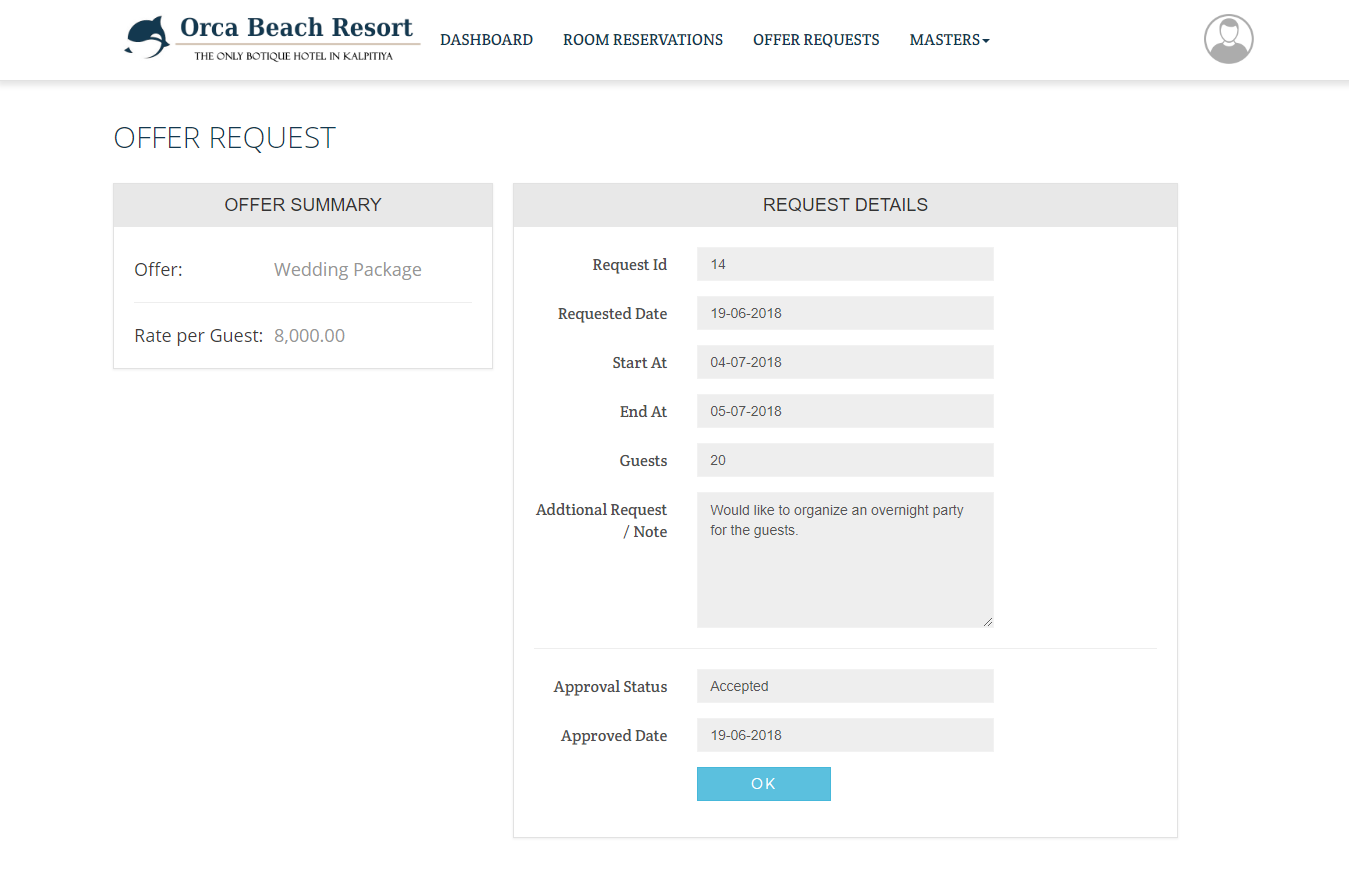 Orca Beach Resort
THE ONLY BOTIQUE HOTEL IN KALPITIYA
DASHBOARD ROOM RESERVATIONS OFFER REQUESTS MASTERS
OFFER REQUEST
OFFER SUMMARY
Offer: Wedding Package
Rate per Guest: 8,000.00
REQUEST DETAILS
Request Id 14
Requested Date 19-06-2018
Start At 04-07-2018
End At 05-07-2018
Guests 20
Addtional Request
/ Note
Would like to organize an overnight party
for the guests.
Approval Status Accepted
Approved Date 19-06-2018
OK